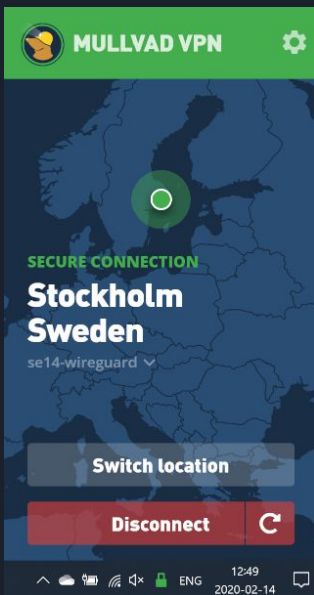 MULLVAD VPN
SECURE CONNECTION
Stockholm
Sweden
se14-wireguard
Switch location
Disconnect
ENG
12:49
2020-02-14